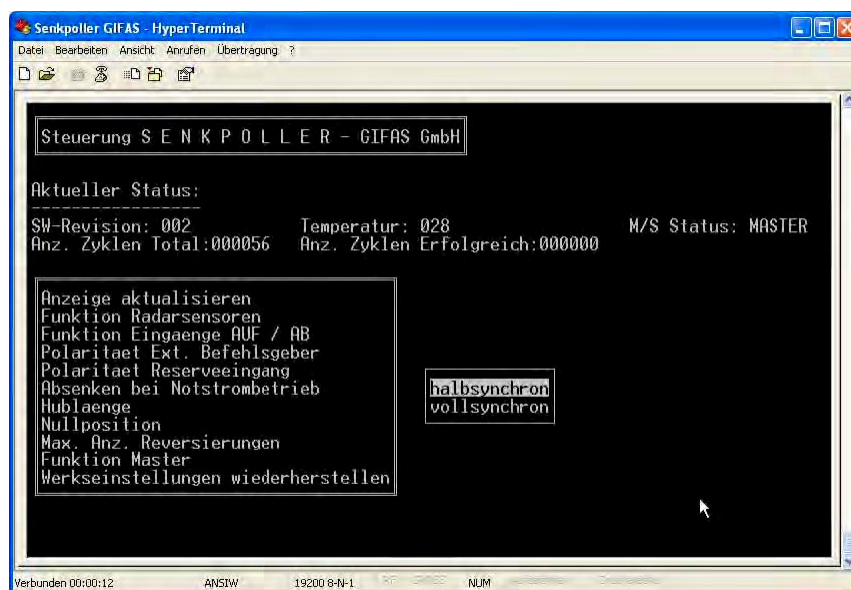 Senkpoller GIFAS - HyperTerminal
Datei Bearbeiten Ansicht Anrufen Übertragung ?
Steuerung S E N K P O L L E R - GIFAS GmbH
Aktueller Status:
SW-Revision: 002 Temperatur: 028 M/S Status: MASTER
Anz. Zyklen Total:000056 Anz. Zyklen Erfolgreich:000000
Anzeige aktualisieren
Funktion Radarsensoren
Funktion Eingaenge AUF / AB
Polaritaet Ext. Befehlsgeber
Polaritaet Reserveeingang
Absenken bei Notstrombetrieb
Hublaenge
Nullposition
Max. Anz. Reversierungen
Funktion Master
Werkseinstellungen wiederherstellen
halbsynchron
vollsynchron
Verbunden 00:00:12 ANSIW 19200 8-N-1 NUM